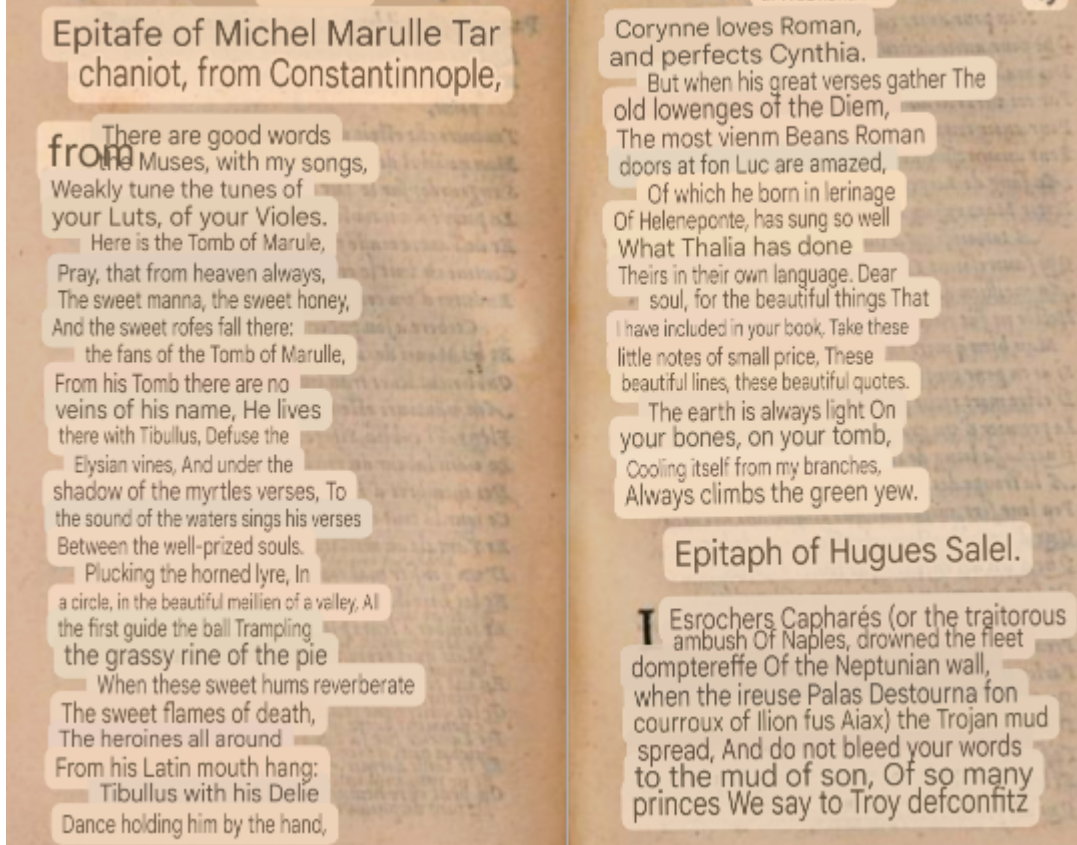 Epitafe of Michel Marulle Tar
chaniot, from Constantinnople,
There are good words
from the Muses, with my songs,
Weakly tune the tunes of
your Luts, of your Violes.
Here is the Tomb of Marule,
Pray, that from heaven always,
The sweet manna, the sweet honey,
And the sweet rofes fall there:
the fans of the Tomb of Marulle,
From his Tomb there are no
veins of his name, He lives
there with Tibullus, Defuse the
Elysian vines, And under the
shadow of the myrtles verses, To
the sound of the waters sings his verses
Between the well-prized souls.
Plucking the horned lyre, In
a circle, in the beautiful meillien of a valley, All
the first guide the ball Trampling
the grassy rine of the pie
When these sweet hums reverberate
The sweet flames of death,
The heroines all around
From his Latin mouth hang:
Tibullus with his Delie
Dance holding him by the hand,
Corynne loves Roman,
and perfects Cynthia.
But when his great verses gather The
old lowenges of the Diem,
The most vienm Beans Roman
doors at fon Luc are amazed,
Of which he born in lerinage
Of Heleneponte, has sung so well
What Thalia has done
Theirs in their own language. Dear
soul, for the beautiful things That
I have included in your book, Take these
little notes of small price, These
beautiful lines, these beautiful quotes.
The earth is always light On
your bones, on your tomb,
Cooling itself from my branches,
Always climbs the green yew.
Epitaph of Hugues Salel.
Esrochers Capharés (or the traitorous
ambush Of Naples, drowned the fleet
domptereffe Of the Neptunian wall,
when the ireuse Palas Destourna fon
courroux of Ilion fus Aiax) the Trojan mud
spread, And do not bleed your words
to the mud of son, Of so many
princes We say to Troy defconfitz